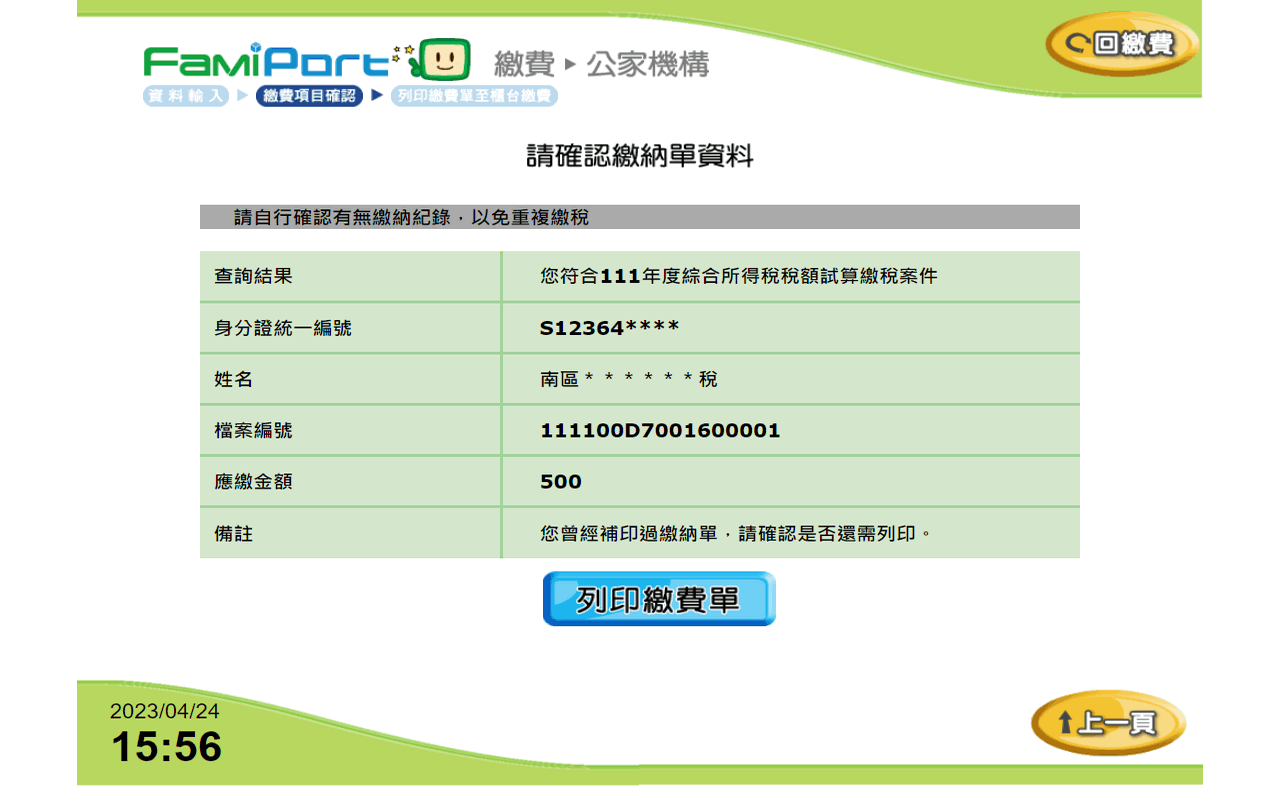 FamiPort 繳費 ▶ 公家機構
回繳費
資料輸入 ▶ 繳費項目確認 ▶ 列印繳費單至櫃台繳費
請確認繳納單資料
請自行確認有無繳納紀錄，以免重複繳稅
查詢結果 您符合111年度綜合所得稅稅額試算繳稅案件
身分證統一編號 S12364****
姓名 南區＊＊＊＊＊＊稅
檔案編號 111100D7001600001
應繳金額 500
備註 您曾經補印過繳納單，請確認是否還需列印。
列印繳費單
2023/04/24
15:56
上一頁